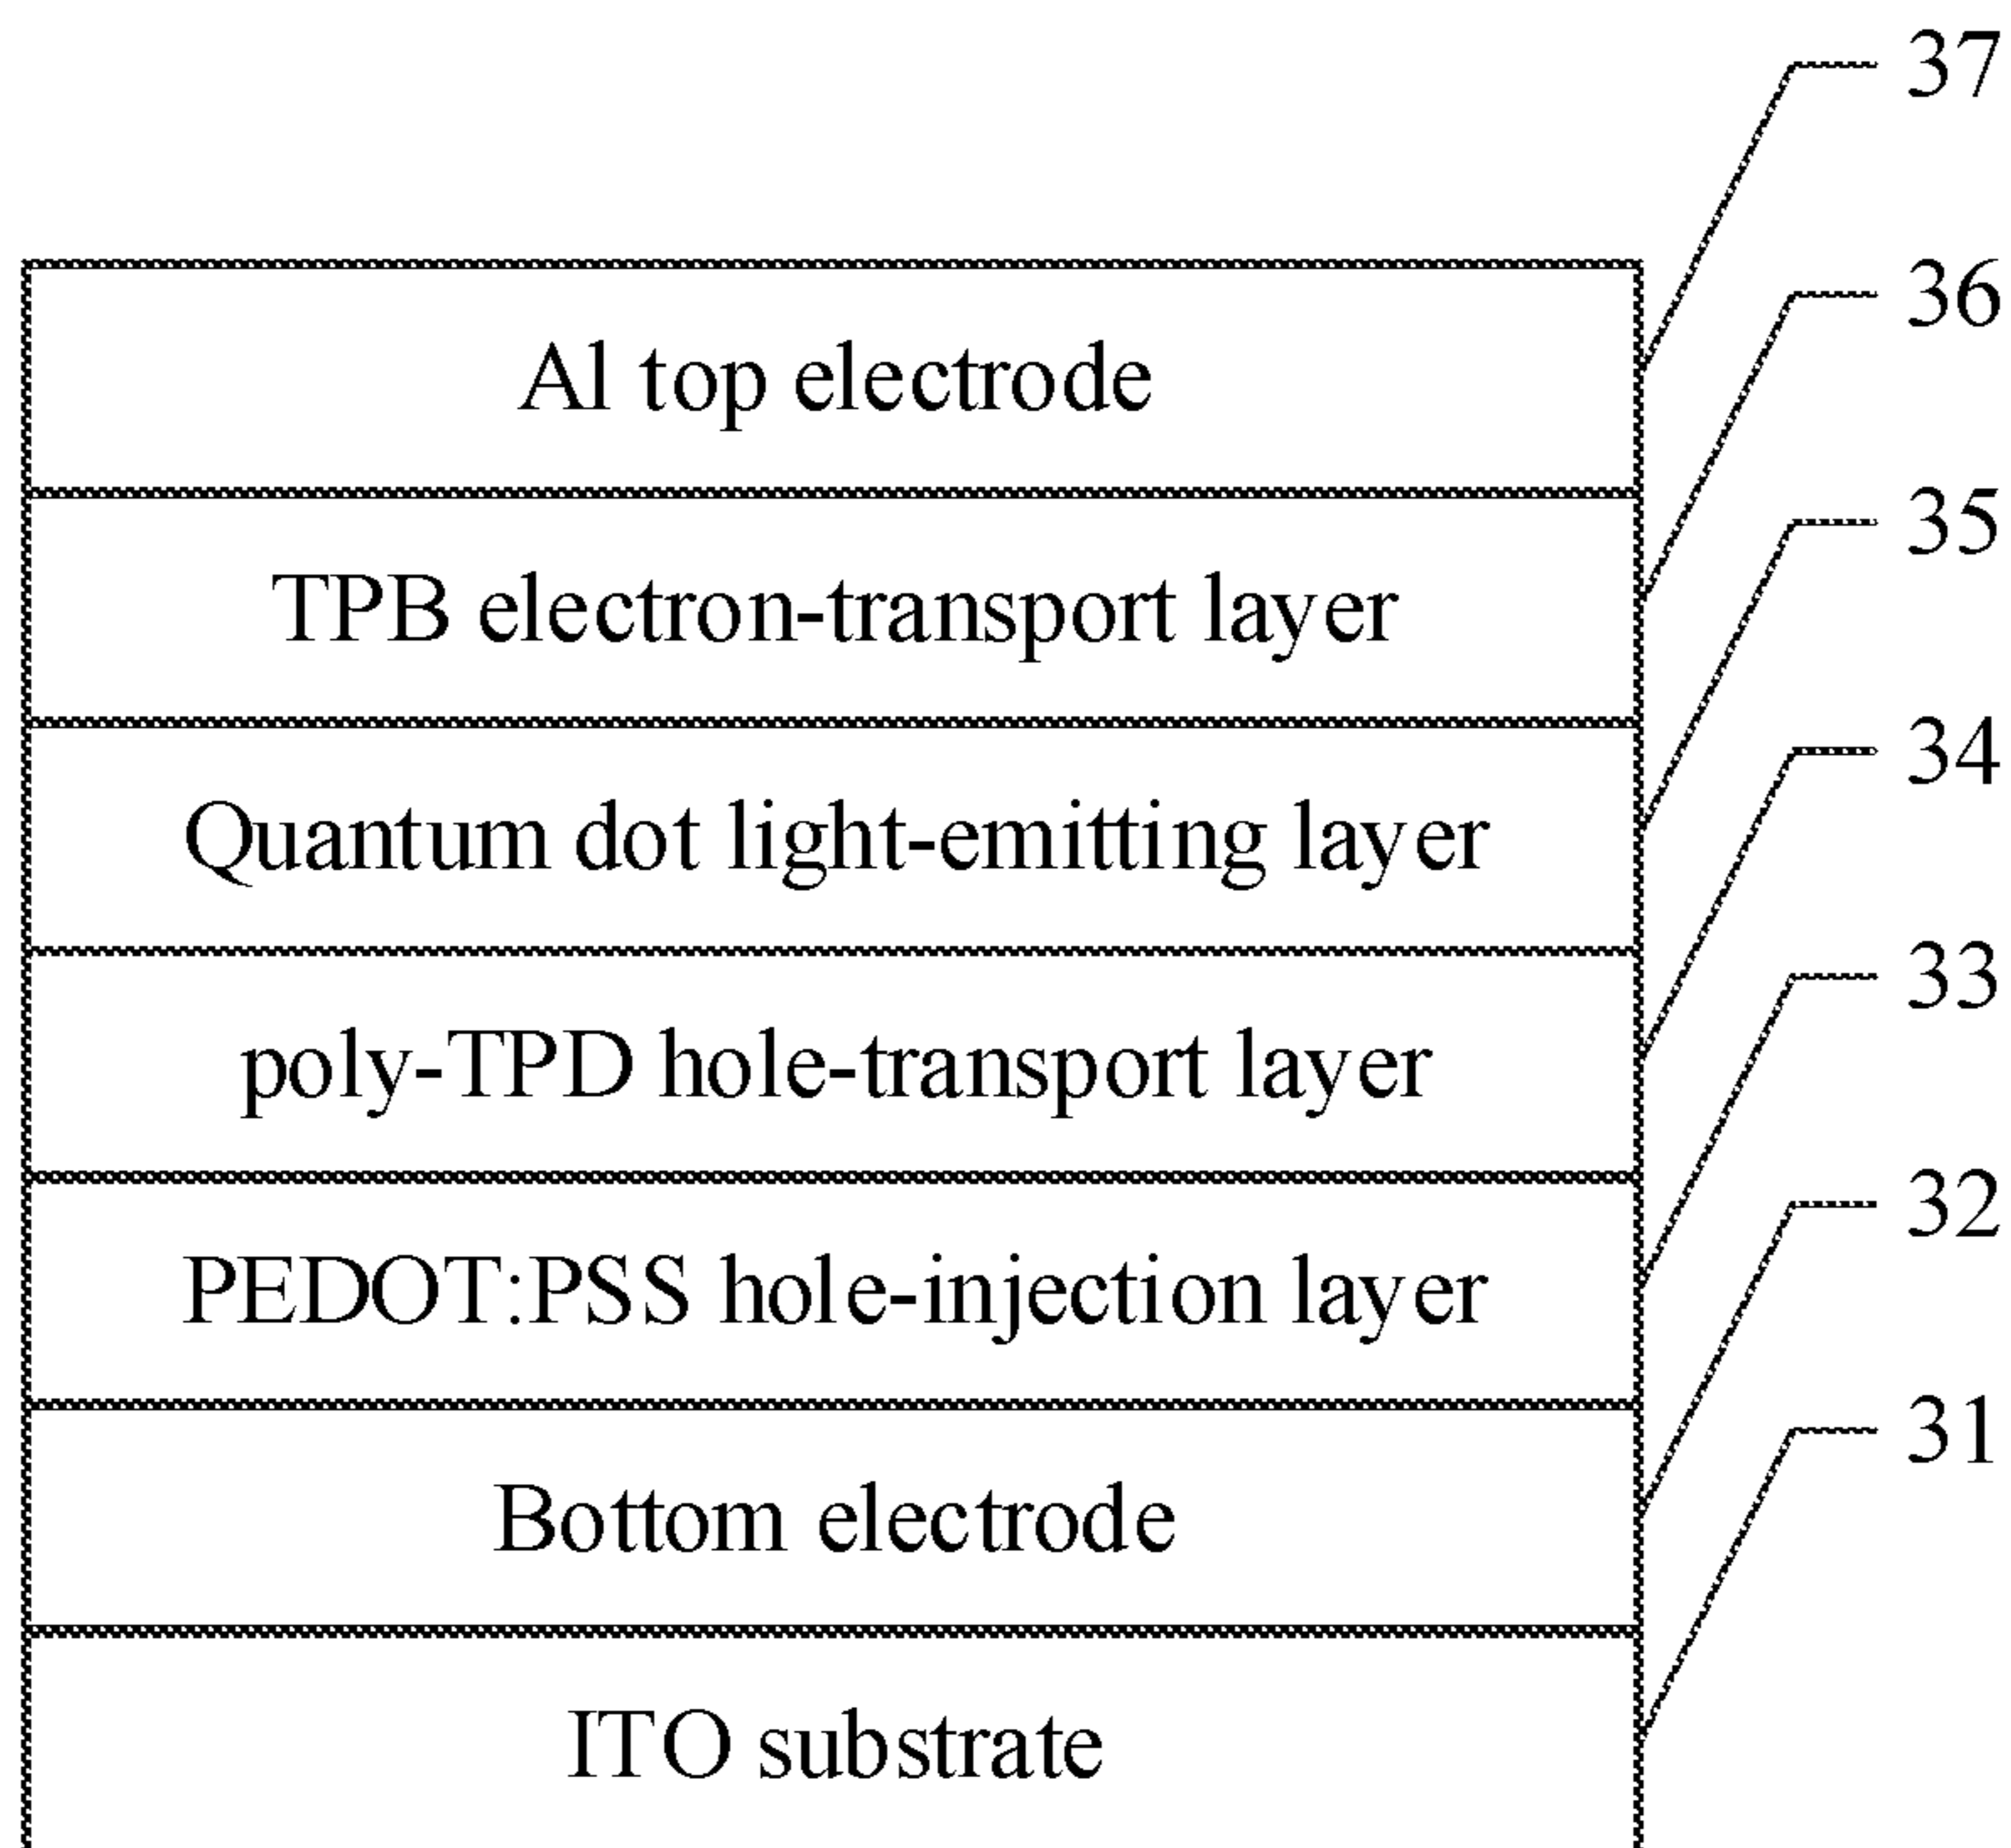 37
36
Al top electrode
35
TPB electron-transport layer
34
Quantum dot light-emitting layer
33
poly-TPD hole-transport layer
32
PEDOT:PSS hole-injection layer
31
Bottom electrode
ITO substrate